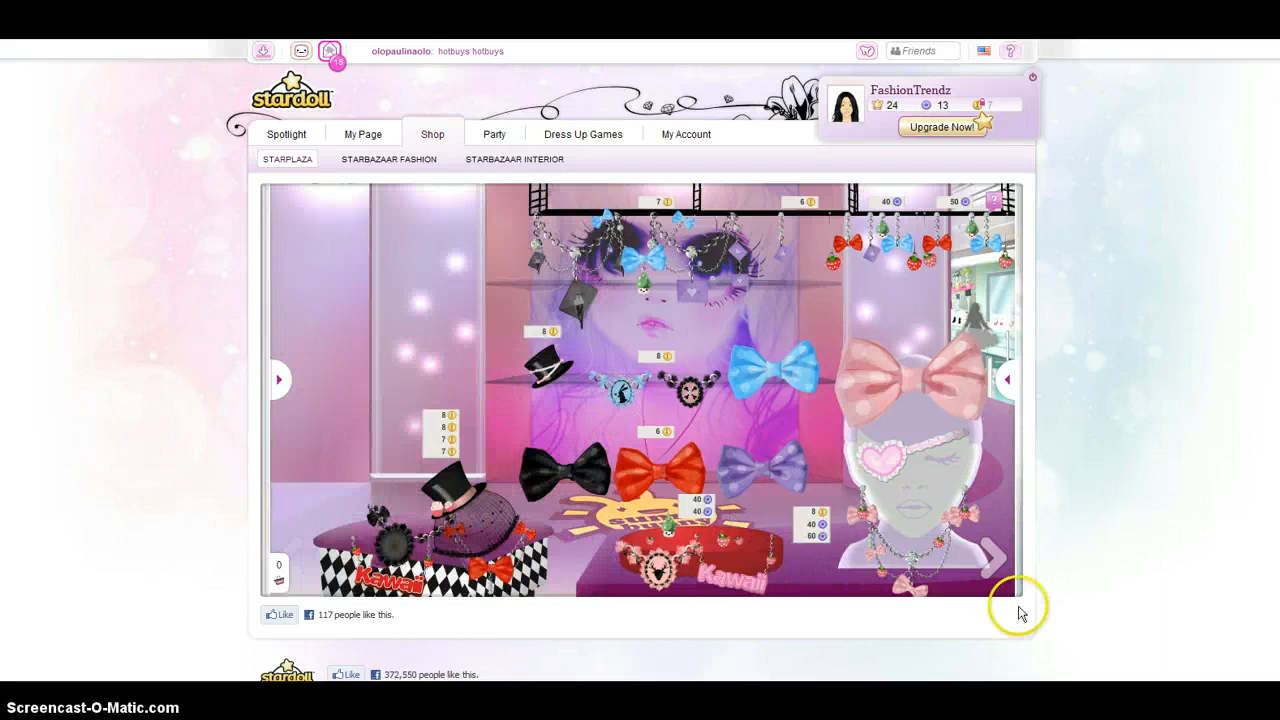 olopaulinaolo: hotbuys hotbuys
Friends
?
15
stardoll
FashionTrendz
24 13 7
Upgrade Now!
Spotlight My Page Shop Party Dress Up Games My Account
STARPLAZA STARBAZAAR FASHION STARBAZAAR INTERIOR
7 6 40 50 ?
8
8
8
8
7
7
6
40
40
8
40
60
Kawaii
Kawaii
0
Like 117 people like this.
stardoll Like 372,550 people like this.
Screencast-O-Matic.com